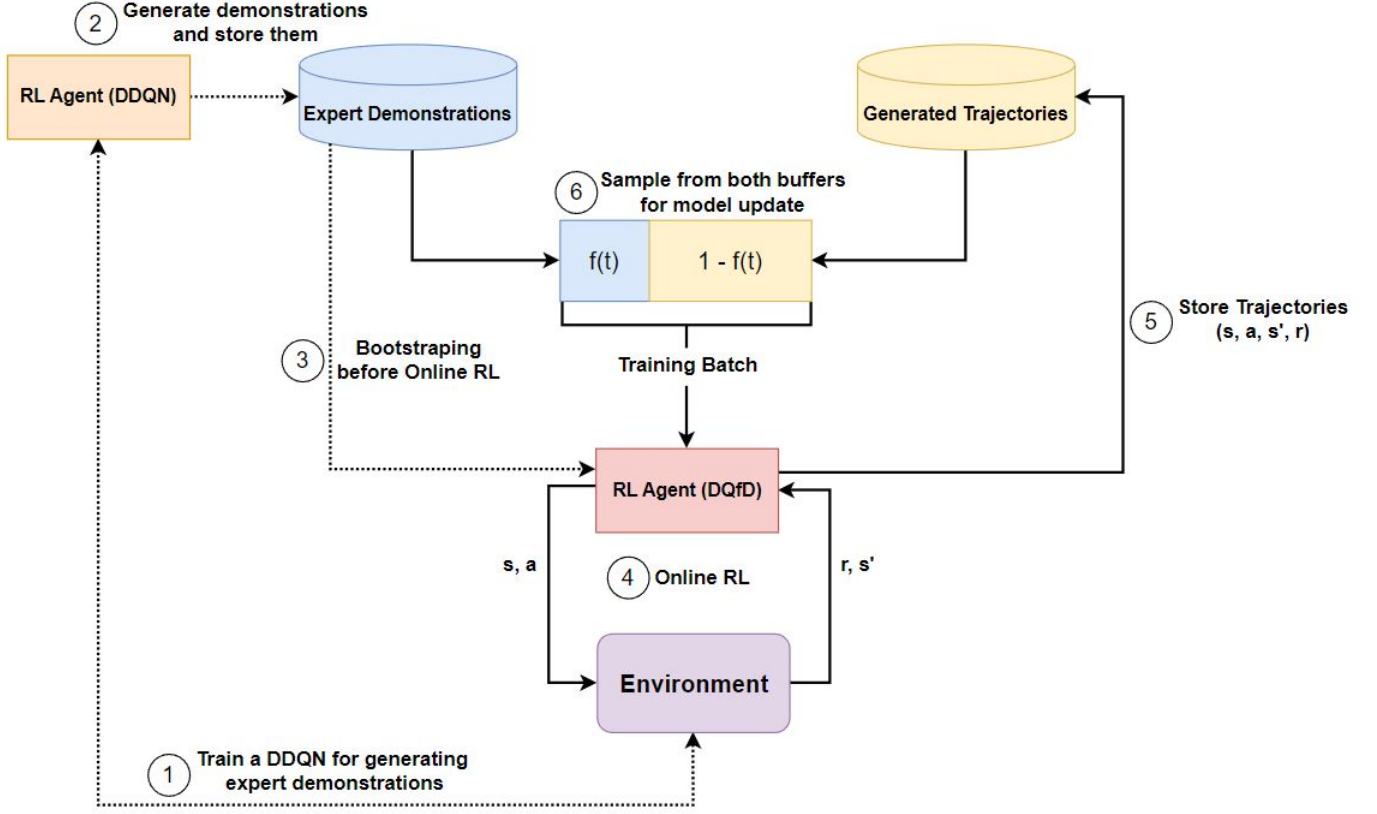 2
Generate demonstrations
and store them
RL Agent (DDQN)
Expert Demonstrations
Generated Trajectories
6
Sample from both buffers
for model update
f(t)
1 - f(t)
5
Store Trajectories
(s, a, s', r)
3
Bootstraping
before Online RL
Training Batch
RL Agent (DQfD)
s, a
4
Online RL
r, s'
Environment
1
Train a DDQN for generating
expert demonstrations